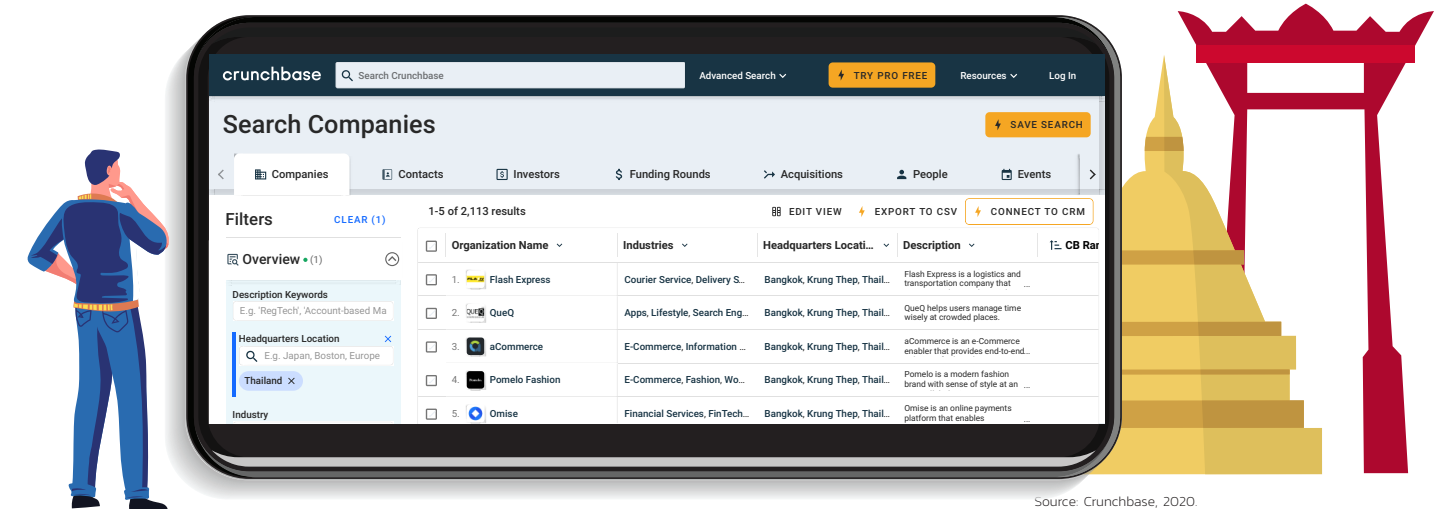 crunchbase Search Crunchbase Advanced Search TRY PRO FREE Resources Log In
Search Companies SAVE SEARCH
Companies Contacts Investors Funding Rounds Acquisitions People Events
Filters CLEAR (1) 1-5 of 2,113 results EDIT VIEW EXPORT TO CSV CONNECT TO CRM
Overview • (1)
Organization Name Industries Headquarters Locati... Description CB Ran
Description Keywords
E.g. 'RegTech', 'Account-based Ma
Headquarters Location
E.g. Japan, Boston, Europe
Thailand ×
Industry
1. Flash Express Courier Service, Delivery S... Bangkok, Krung Thep, Thail... Flash Express is a logistics and
transportation company that ...
2. QueQ Apps, Lifestyle, Search Eng... Bangkok, Krung Thep, Thail... QueQ helps users manage time
wisely at crowded places.
3. aCommerce E-Commerce, Information ... Bangkok, Krung Thep, Thail... aCommerce is an e-Commerce
enabler that provides end-to-end...
4. Pomelo Fashion E-Commerce, Fashion, Wo... Bangkok, Krung Thep, Thail... Pomelo is a modern fashion
brand with sense of style at an ...
5. Omise Financial Services, FinTech... Bangkok, Krung Thep, Thail... Omise is an online payments
platform that enables ...
Source: Crunchbase, 2020.